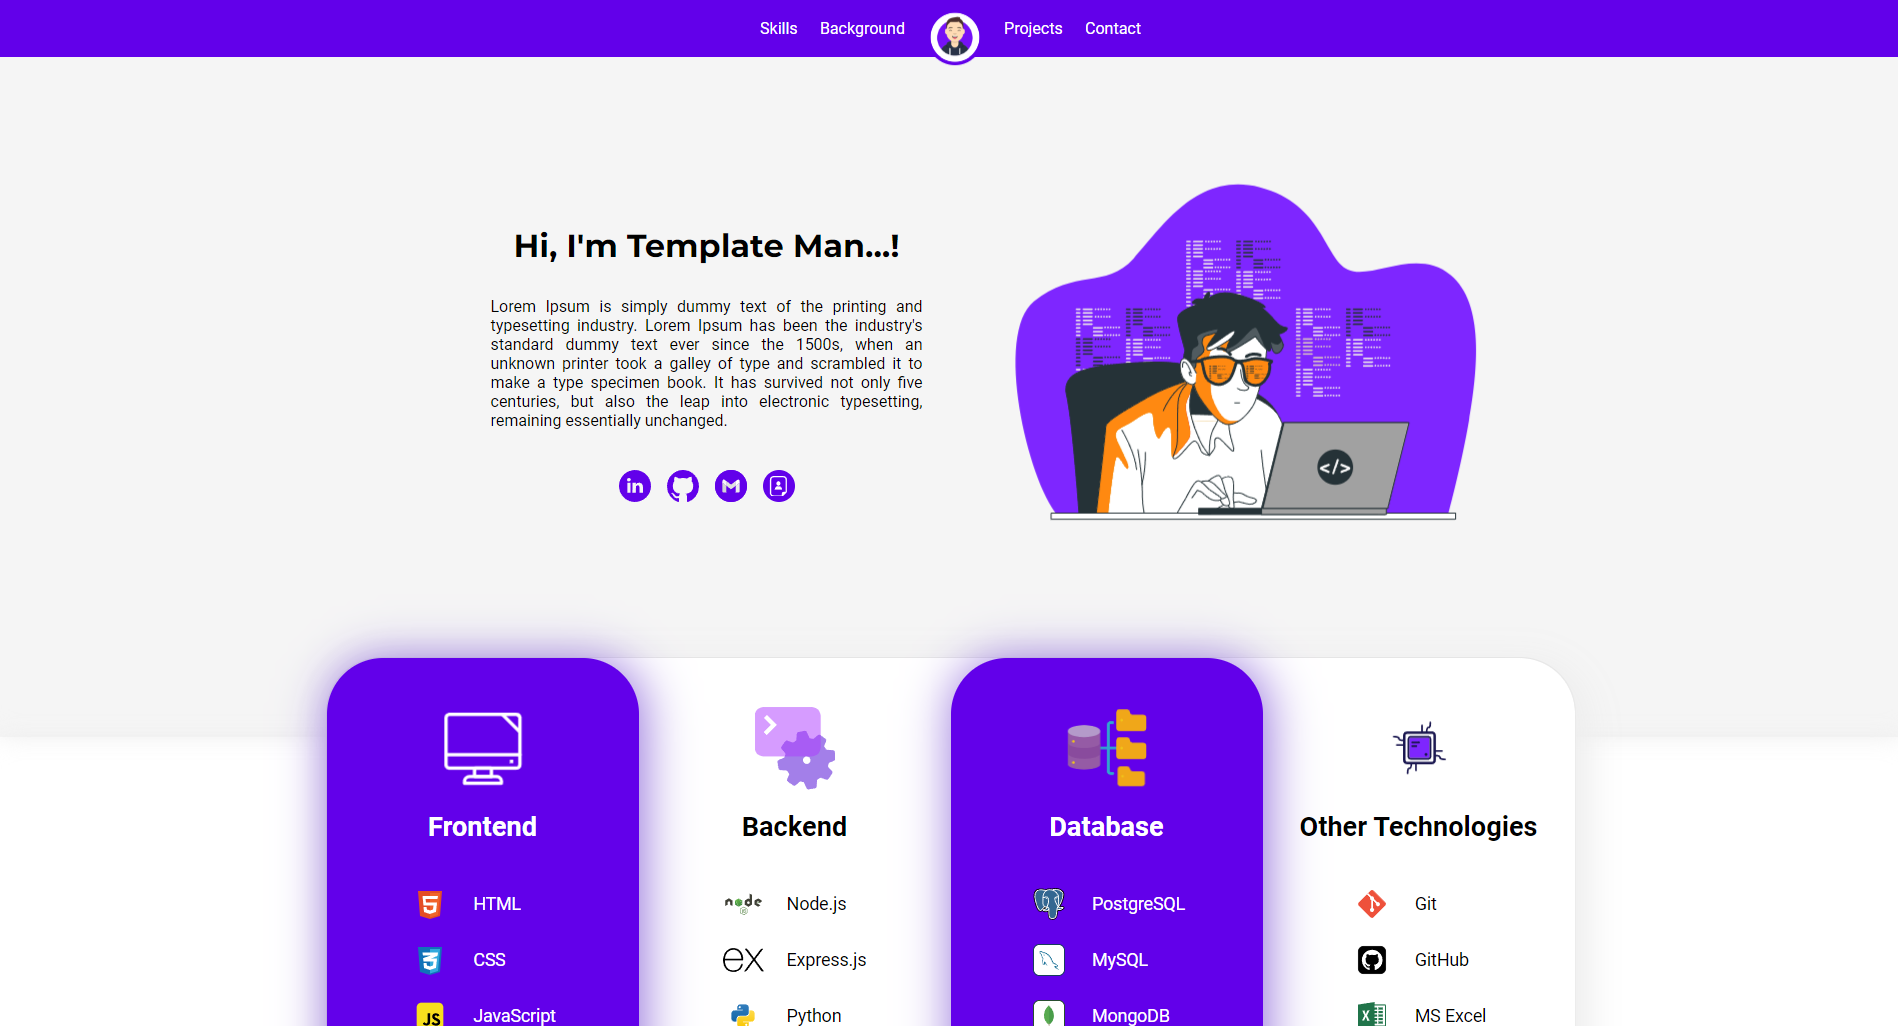 Skills Background Projects Contact
Hi, I'm Template Man...!
Lorem Ipsum is simply dummy text of the printing and
typesetting industry. Lorem Ipsum has been the industry's
standard dummy text ever since the 1500s, when an
unknown printer took a galley of type and scrambled it to
make a type specimen book. It has survived not only five
centuries, but also the leap into electronic typesetting,
remaining essentially unchanged.
in
</>
Frontend
HTML
CSS
JS JavaScript
Backend
node Node.js
ex Express.js
Python
Database
PostgreSQL
MySQL
MongoDB
Other Technologies
Git
GitHub
X MS Excel